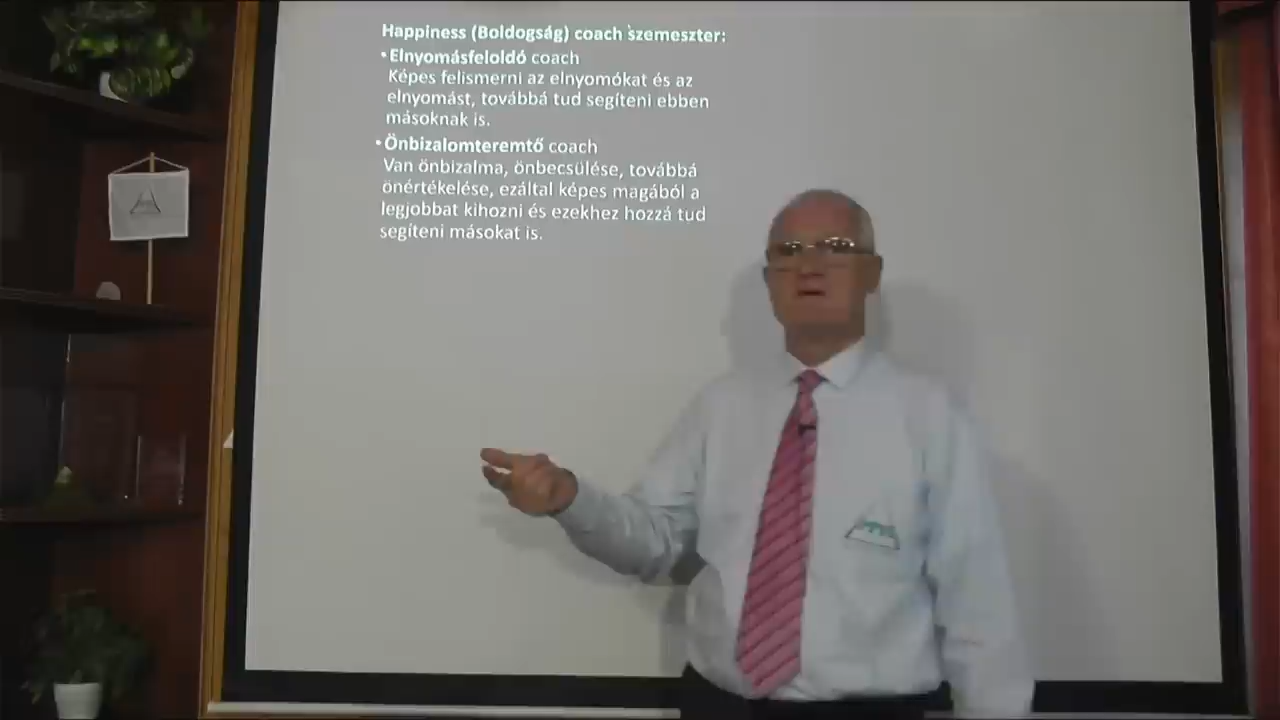 Happiness (Boldogság) coach szemeszter:
•Elnyomásfeloldó coach
Képes felismerni az elnyomókat és az
elnyomást, továbbá tud segíteni ebben
másoknak is.
•Önbizalomteremtő coach
Van önbizalma, önbecsülése, továbbá
önértékelése, ezáltal képes magából a
legjobbat kihozni és ezekhez hozzá tud
segíteni másokat is.